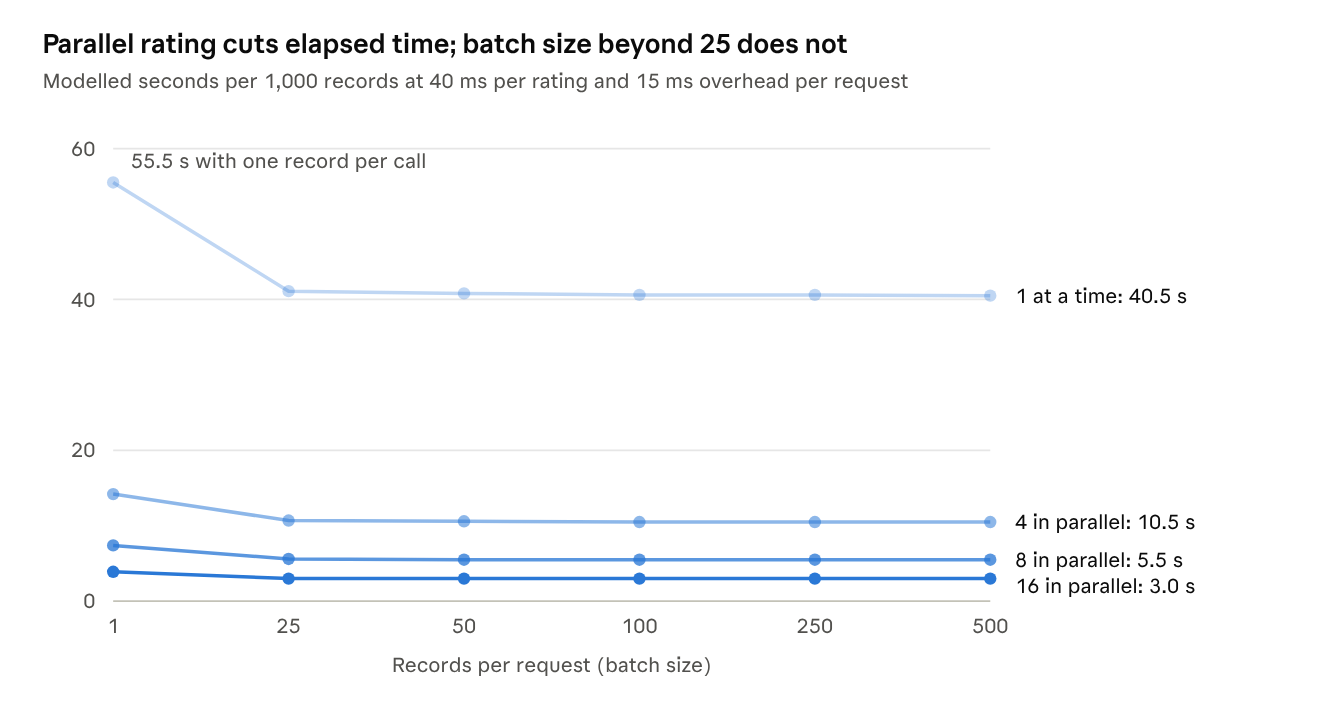 Parallel rating cuts elapsed time; batch size beyond 25 does not
Modelled seconds per 1,000 records at 40 ms per rating and 15 ms overhead per request
60
55.5 s with one record per call
40
1 at a time: 40.5 s
20
4 in parallel: 10.5 s
8 in parallel: 5.5 s
16 in parallel: 3.0 s
0
1 25 50 100 250 500
Records per request (batch size)